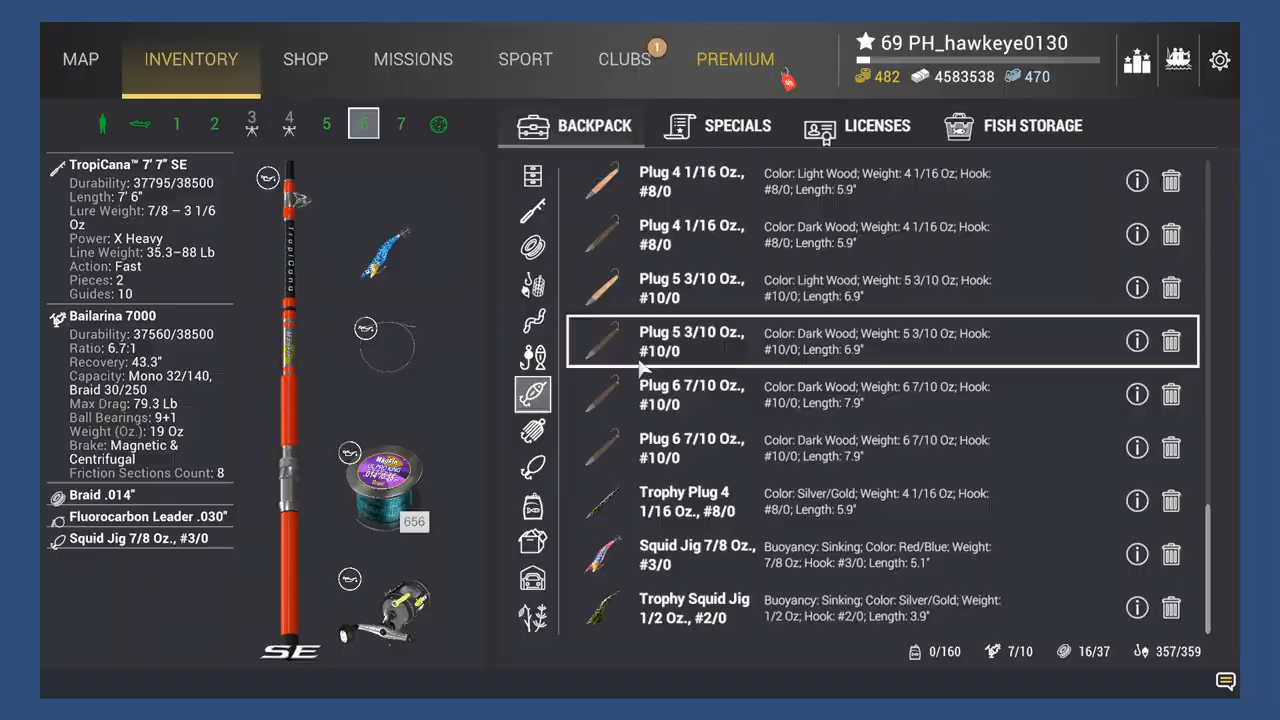 MAP INVENTORY SHOP MISSIONS SPORT CLUBS 1 PREMIUM %
69 PH_hawkeye0130
482 4583538 470
1 2 3 4 5 6 7
BACKPACK SPECIALS LICENSES FISH STORAGE
TropiCana™ 7' 7" SE
Durability: 37795/38500
Length: 7' 6"
Lure Weight: 7/8 – 3 1/6
Oz
Power: X Heavy
Line Weight: 35.3–88 Lb
Action: Fast
Pieces: 2
Guides: 10
Bailarina 7000
Durability: 37560/38500
Ratio: 6.7:1
Recovery: 43.3"
Capacity: Mono 32/140,
Braid 30/250
Max Drag: 79.3 Lb
Ball Bearings: 9+1
Weight (Oz.): 19 Oz
Brake: Magnetic &
Centrifugal
Friction Sections Count: 8
Braid .014"
Fluorocarbon Leader .030"
Squid Jig 7/8 Oz., #3/0
TropiCana
656
SE
Plug 4 1/16 Oz.,
#8/0
Color: Light Wood; Weight: 4 1/16 Oz; Hook:
#8/0; Length: 5.9"
Plug 4 1/16 Oz.,
#8/0
Color: Dark Wood; Weight: 4 1/16 Oz; Hook:
#8/0; Length: 5.9"
Plug 5 3/10 Oz.,
#10/0
Color: Light Wood; Weight: 5 3/10 Oz; Hook:
#10/0; Length: 6.9"
Plug 5 3/10 Oz.,
#10/0
Color: Dark Wood; Weight: 5 3/10 Oz; Hook:
#10/0; Length: 6.9"
Plug 6 7/10 Oz.,
#10/0
Color: Dark Wood; Weight: 6 7/10 Oz; Hook:
#10/0; Length: 7.9"
Plug 6 7/10 Oz.,
#10/0
Color: Dark Wood; Weight: 6 7/10 Oz; Hook:
#10/0; Length: 7.9"
Trophy Plug 4
1/16 Oz., #8/0
Color: Silver/Gold; Weight: 4 1/16 Oz; Hook:
#8/0; Length: 5.9"
Squid Jig 7/8 Oz.,
#3/0
Buoyancy: Sinking; Color: Red/Blue; Weight:
7/8 Oz; Hook: #3/0; Length: 5.1"
Trophy Squid Jig
1/2 Oz., #2/0
Buoyancy: Sinking; Color: Silver/Gold; Weight:
1/2 Oz; Hook: #2/0; Length: 3.9"
0/160 7/10 16/37 357/359